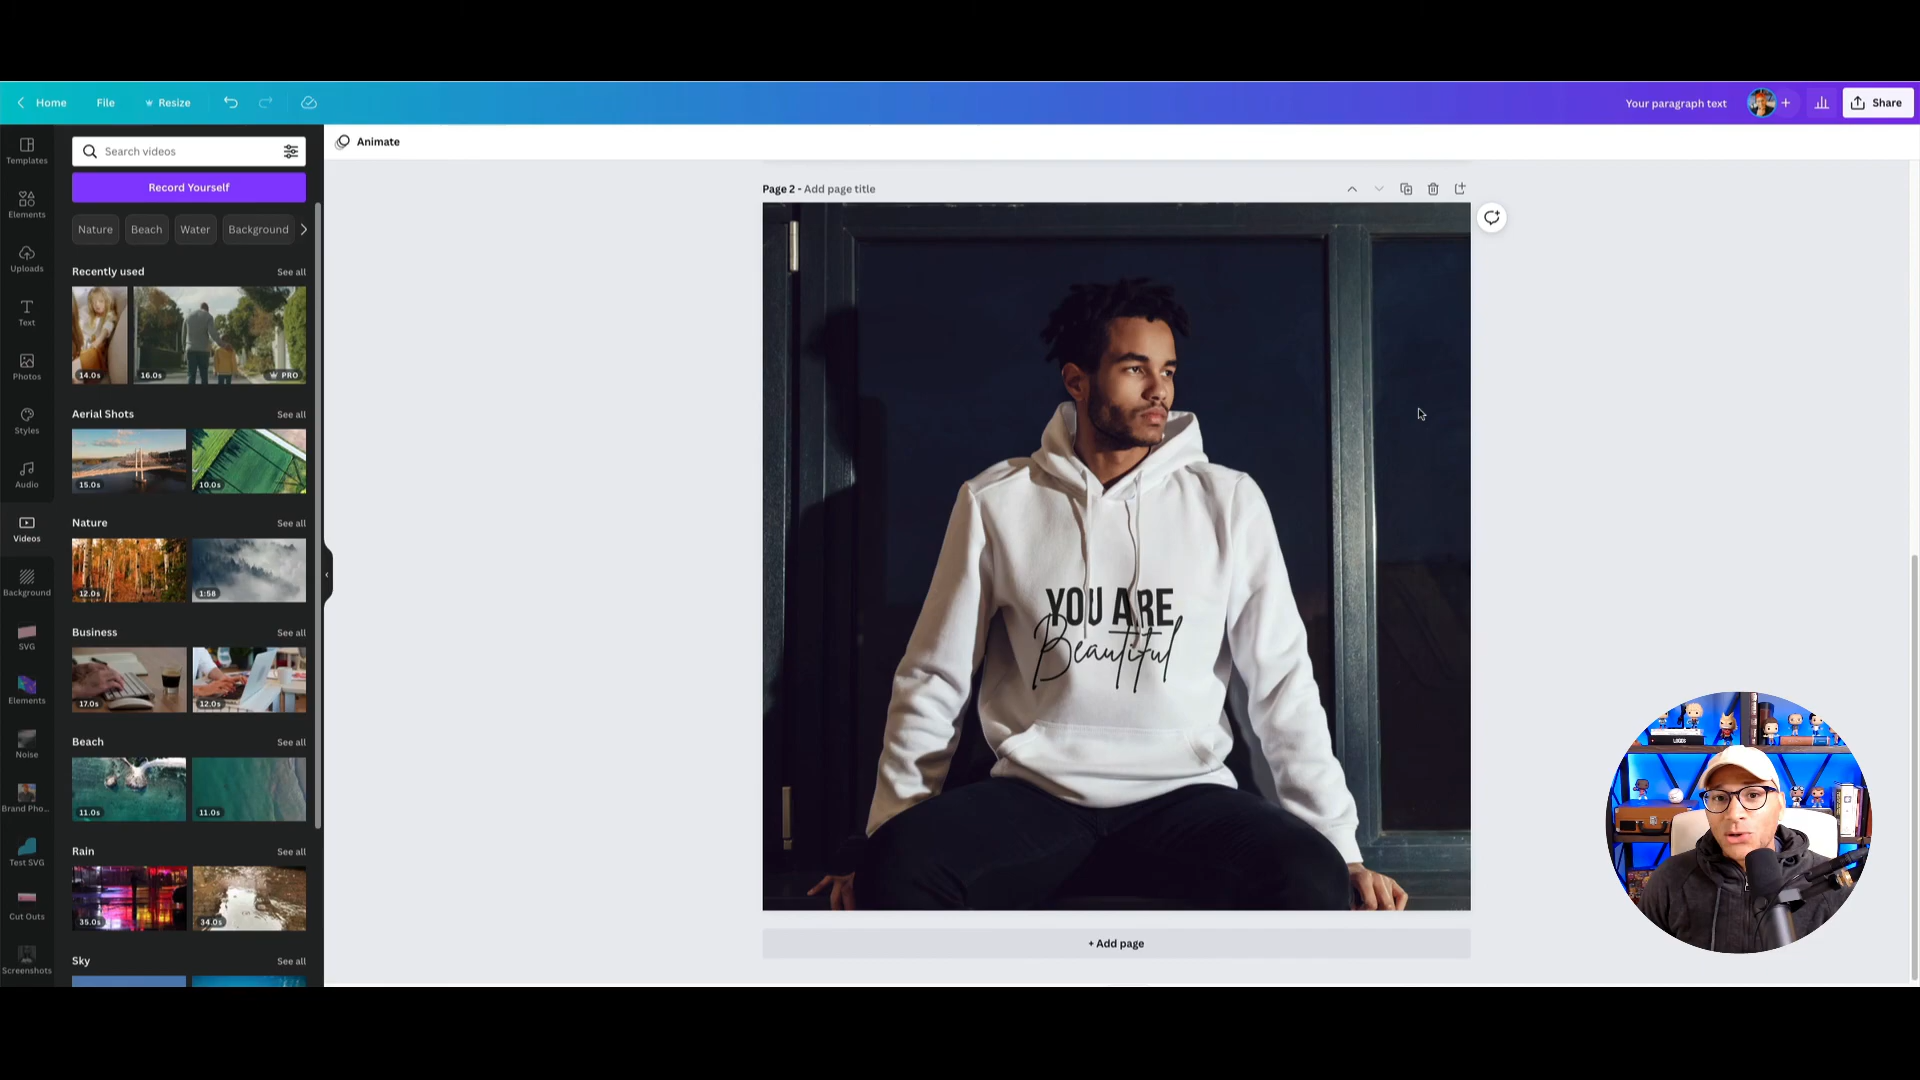 Home
File
Resize
Your paragraph text
+
Share
Templates
Elements
Uploads
Text
Photos
Styles
Audio
Videos
Background
SVG
Elements
Noise
Brand Pho...
Test SVG
Cut Outs
Screenshots
Search videos
Record Yourself
Nature
Beach
Water
Background
Recently used
See all
14.0s
16.0s
PRO
Aerial Shots
See all
15.0s
10.0s
Nature
See all
12.0s
1:58
Business
See all
17.0s
12.0s
Beach
See all
11.0s
11.0s
Rain
See all
35.0s
34.0s
Sky
See all
Animate
Page 2 - Add page title
YOU ARE
Beautiful
+ Add page
LOGOS